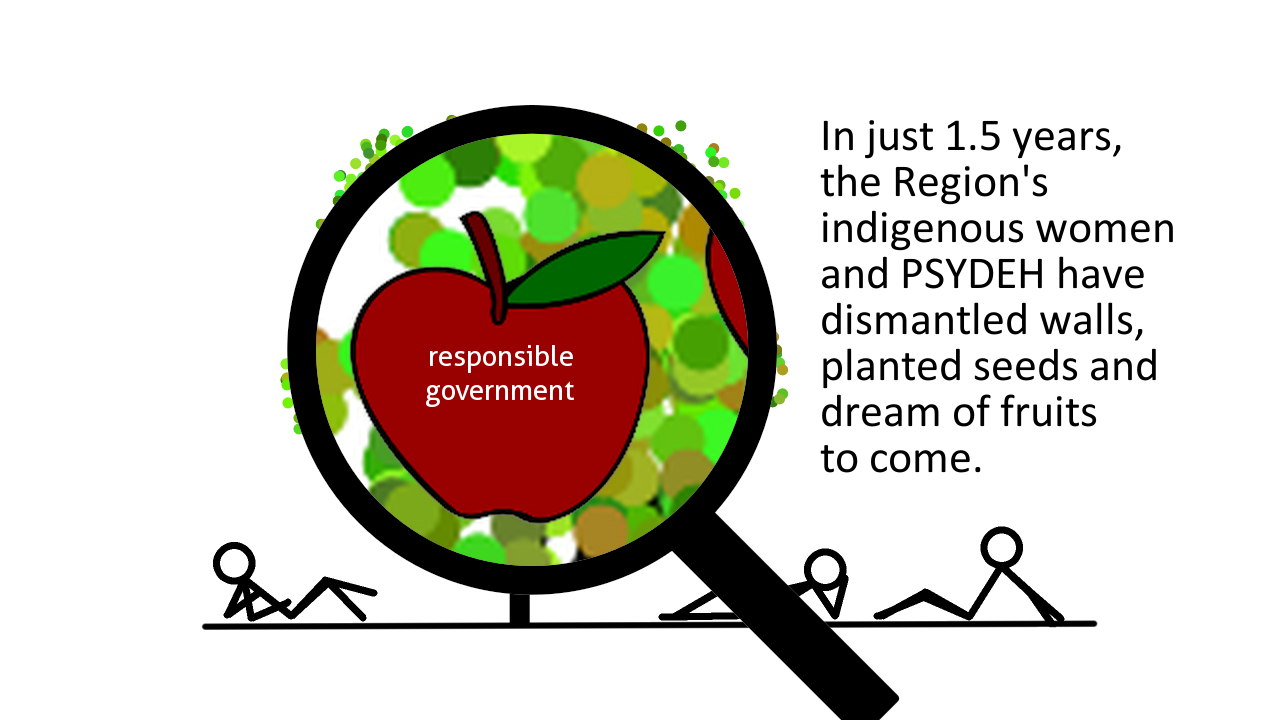 responsible
government
In just 1.5 years,
the Region's
indigenous women
and PSYDEH have
dismantled walls,
planted seeds and
dream of fruits
to come.